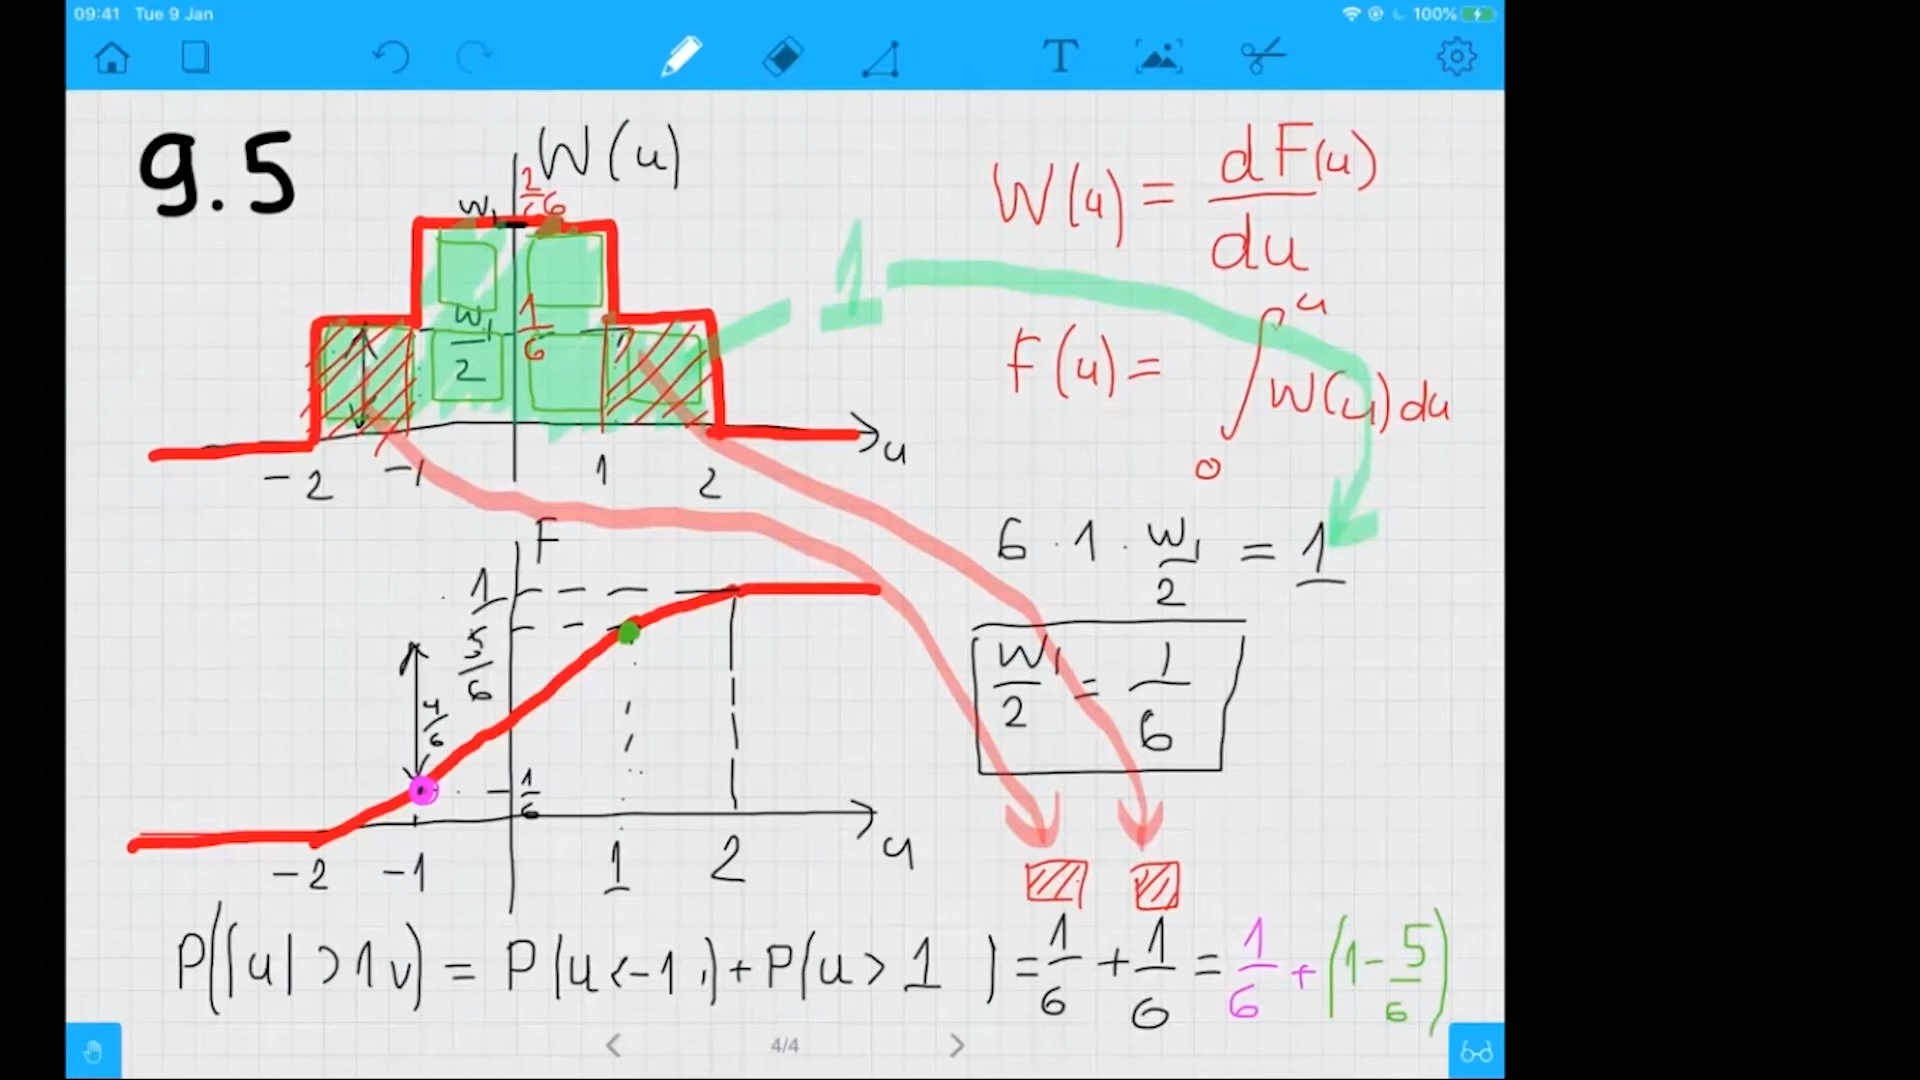 09:41 Tue 9 Jan
100%
T
9.5
W(u)
W₁ 2/6
W₁/2 1/6
-2 -1 1 2 u
W(u) = dF(u)/du
1
F(u) = ∫₀ᵘ W(u) du
F
1
5/6
4/6
1/6
-2 -1 1 2 u
6 · 1 · W₁/2 = 1
W₁/2 = 1/6
P(|u| > 1V) = P(u < -1) + P(u > 1) = 1/6 + 1/6 = 1/6 + (1 - 5/6)
4/4